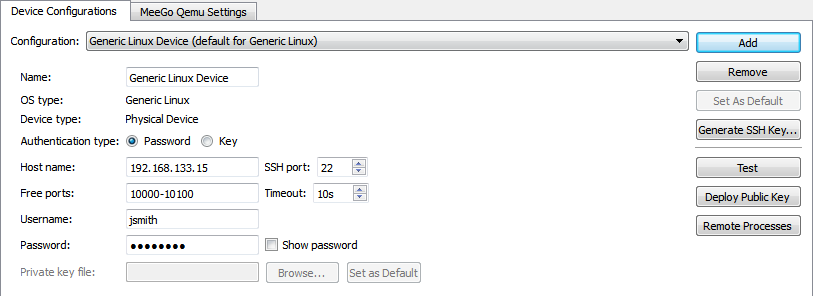 Device Configurations MeeGo Qemu Settings
Configuration: Generic Linux Device (default for Generic Linux) Add
Name: Generic Linux Device Remove
OS type: Generic Linux
Set As Default
Device type: Physical Device
Authentication type: Password Key Generate SSH Key...
Host name: 192.168.133.15 SSH port: 22 Test
Free ports: 10000-10100 Timeout: 10s Deploy Public Key
Username: jsmith Remote Processes
Password: ●●●●●●●● Show password
Private key file: Browse... Set as Default